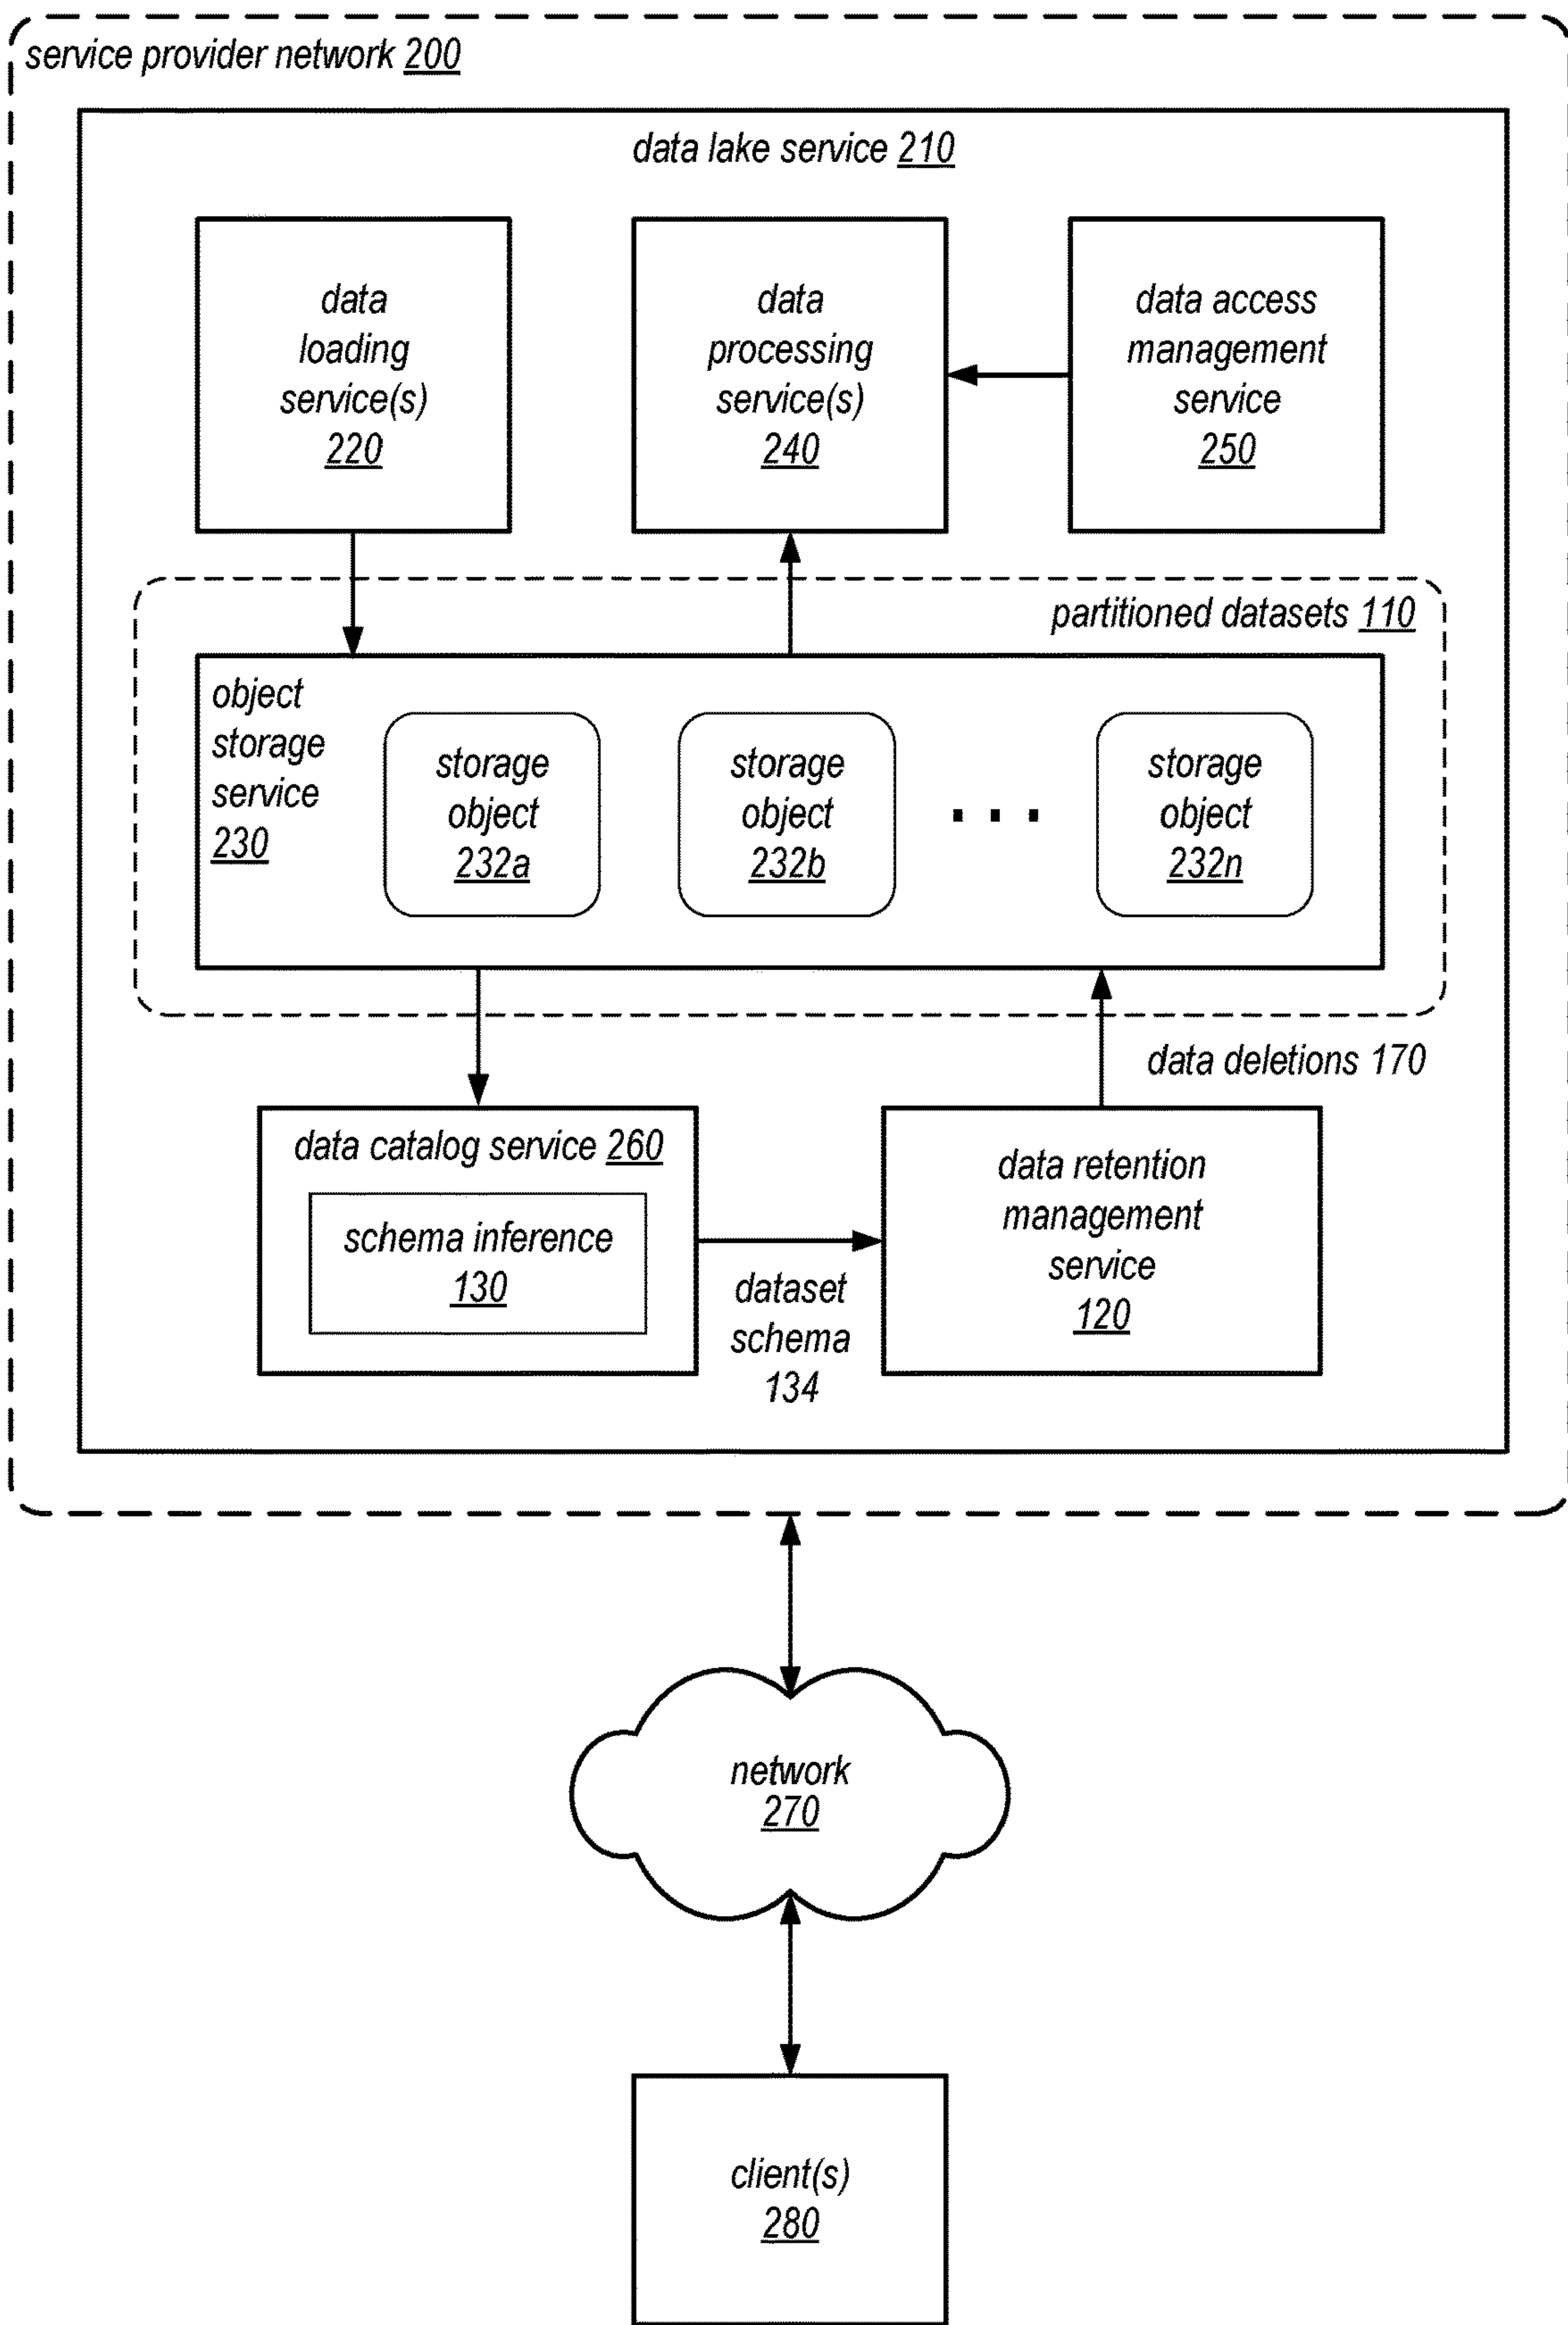 service provider network 200
data lake service 210
data
loading
service(s)
220
data
processing
service(s)
240
data access
management
service
250
partitioned datasets 110
object
storage
service
230
storage
object
232a
storage
object
232b
. . .
storage
object
232n
data deletions 170
data catalog service 260
schema inference
130
dataset
schema
134
data retention
management
service
120
network
270
client(s)
280